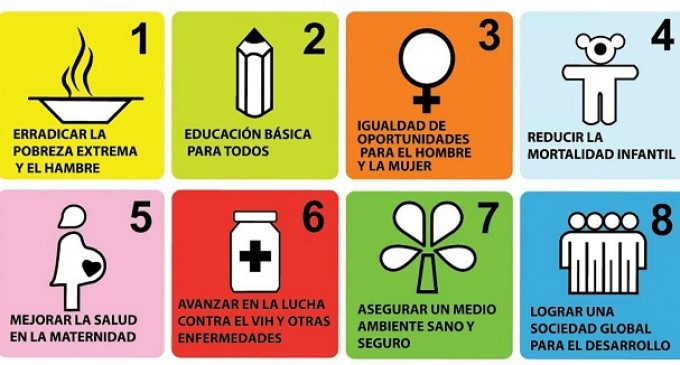 1
ERRADICAR LA
POBREZA EXTREMA
Y EL HAMBRE
2
EDUCACIÓN BÁSICA
PARA TODOS
3
IGUALDAD DE
OPORTUNIDADES
PARA EL HOMBRE
Y LA MUJER
4
REDUCIR LA
MORTALIDAD INFANTIL
5
MEJORAR LA SALUD
EN LA MATERNIDAD
6
AVANZAR EN LA LUCHA
CONTRA EL VIH Y OTRAS
ENFERMEDADES
7
ASEGURAR UN MEDIO
AMBIENTE SANO Y
SEGURO
8
LOGRAR UNA
SOCIEDAD GLOBAL
PARA EL DESARROLLO